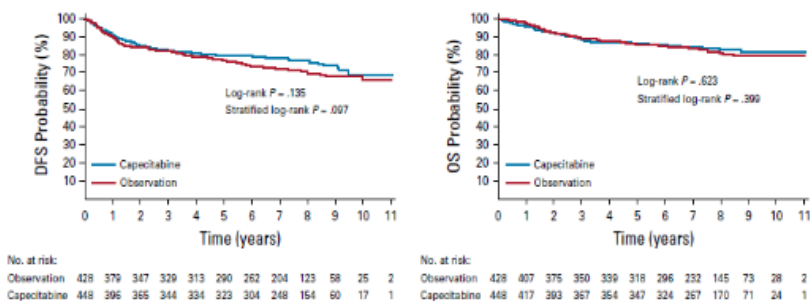 DFS Probability (%)
100
90
80
70
60
50
40
30
20
10
Log-rank P = .135
Stratified log-rank P = .097
Capecitabine
Observation
0 1 2 3 4 5 6 7 8 9 10 11
Time (years)
No. at risk:
Observation 428 379 347 329 313 290 262 204 123 58 25 2
Capecitabine 448 396 365 344 334 323 304 248 154 60 17 1
OS Probability (%)
100
90
80
70
60
50
40
30
20
10
Log-rank P = .623
Stratified log-rank P = .399
Capecitabine
Observation
0 1 2 3 4 5 6 7 8 9 10 11
Time (years)
No. at risk:
Observation 428 407 375 350 339 318 296 232 145 73 28 2
Capecitabine 448 417 393 367 354 347 324 267 170 71 24 1